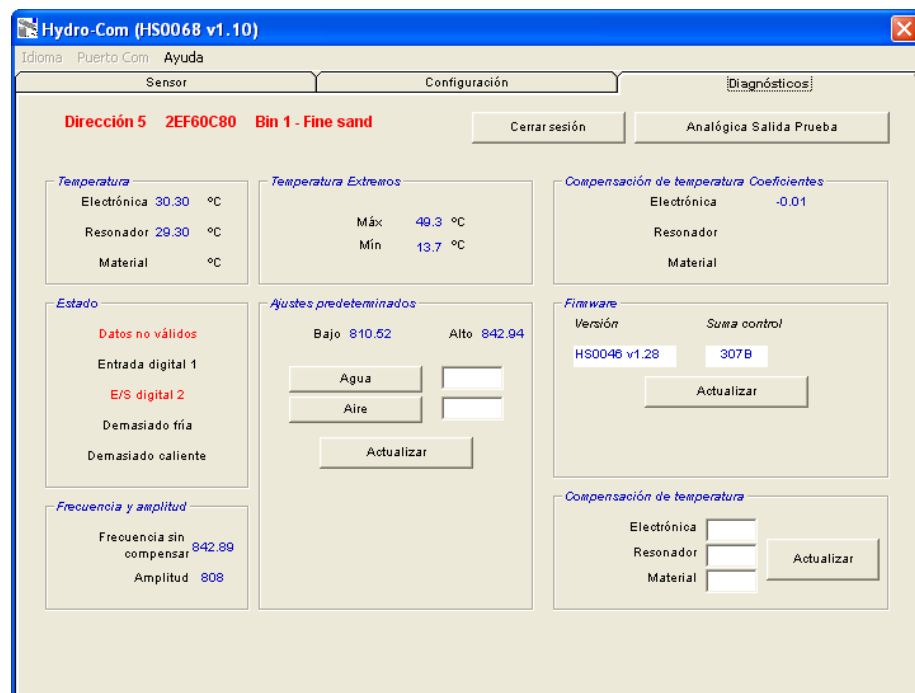 Hydro-Com (HS0068 v1.10)
Idioma Puerto Com Ayuda
Sensor Configuración Diagnósticos
Dirección 5 2EF60C80 Bin 1 - Fine sand Cerrar sesión Analógica Salida Prueba
Temperatura
Electrónica 30.30 ºC
Resonador 29.30 ºC
Material ºC
Temperatura Extremos
Máx 49.3 ºC
Mín 13.7 ºC
Compensación de temperatura Coeficientes
Electrónica -0.01
Resonador
Material
Estado
Datos no válidos
Entrada digital 1
E/S digital 2
Demasiado fría
Demasiado caliente
Ajustes predeterminados
Bajo 810.52 Alto 842.94
Agua
Aire
Actualizar
Firmware
Versión Suma control
HS0046 v1.28 307B
Actualizar
Frecuencia y amplitud
Frecuencia sin
compensar 842.89
Amplitud 808
Compensación de temperatura
Electrónica
Resonador
Material
Actualizar